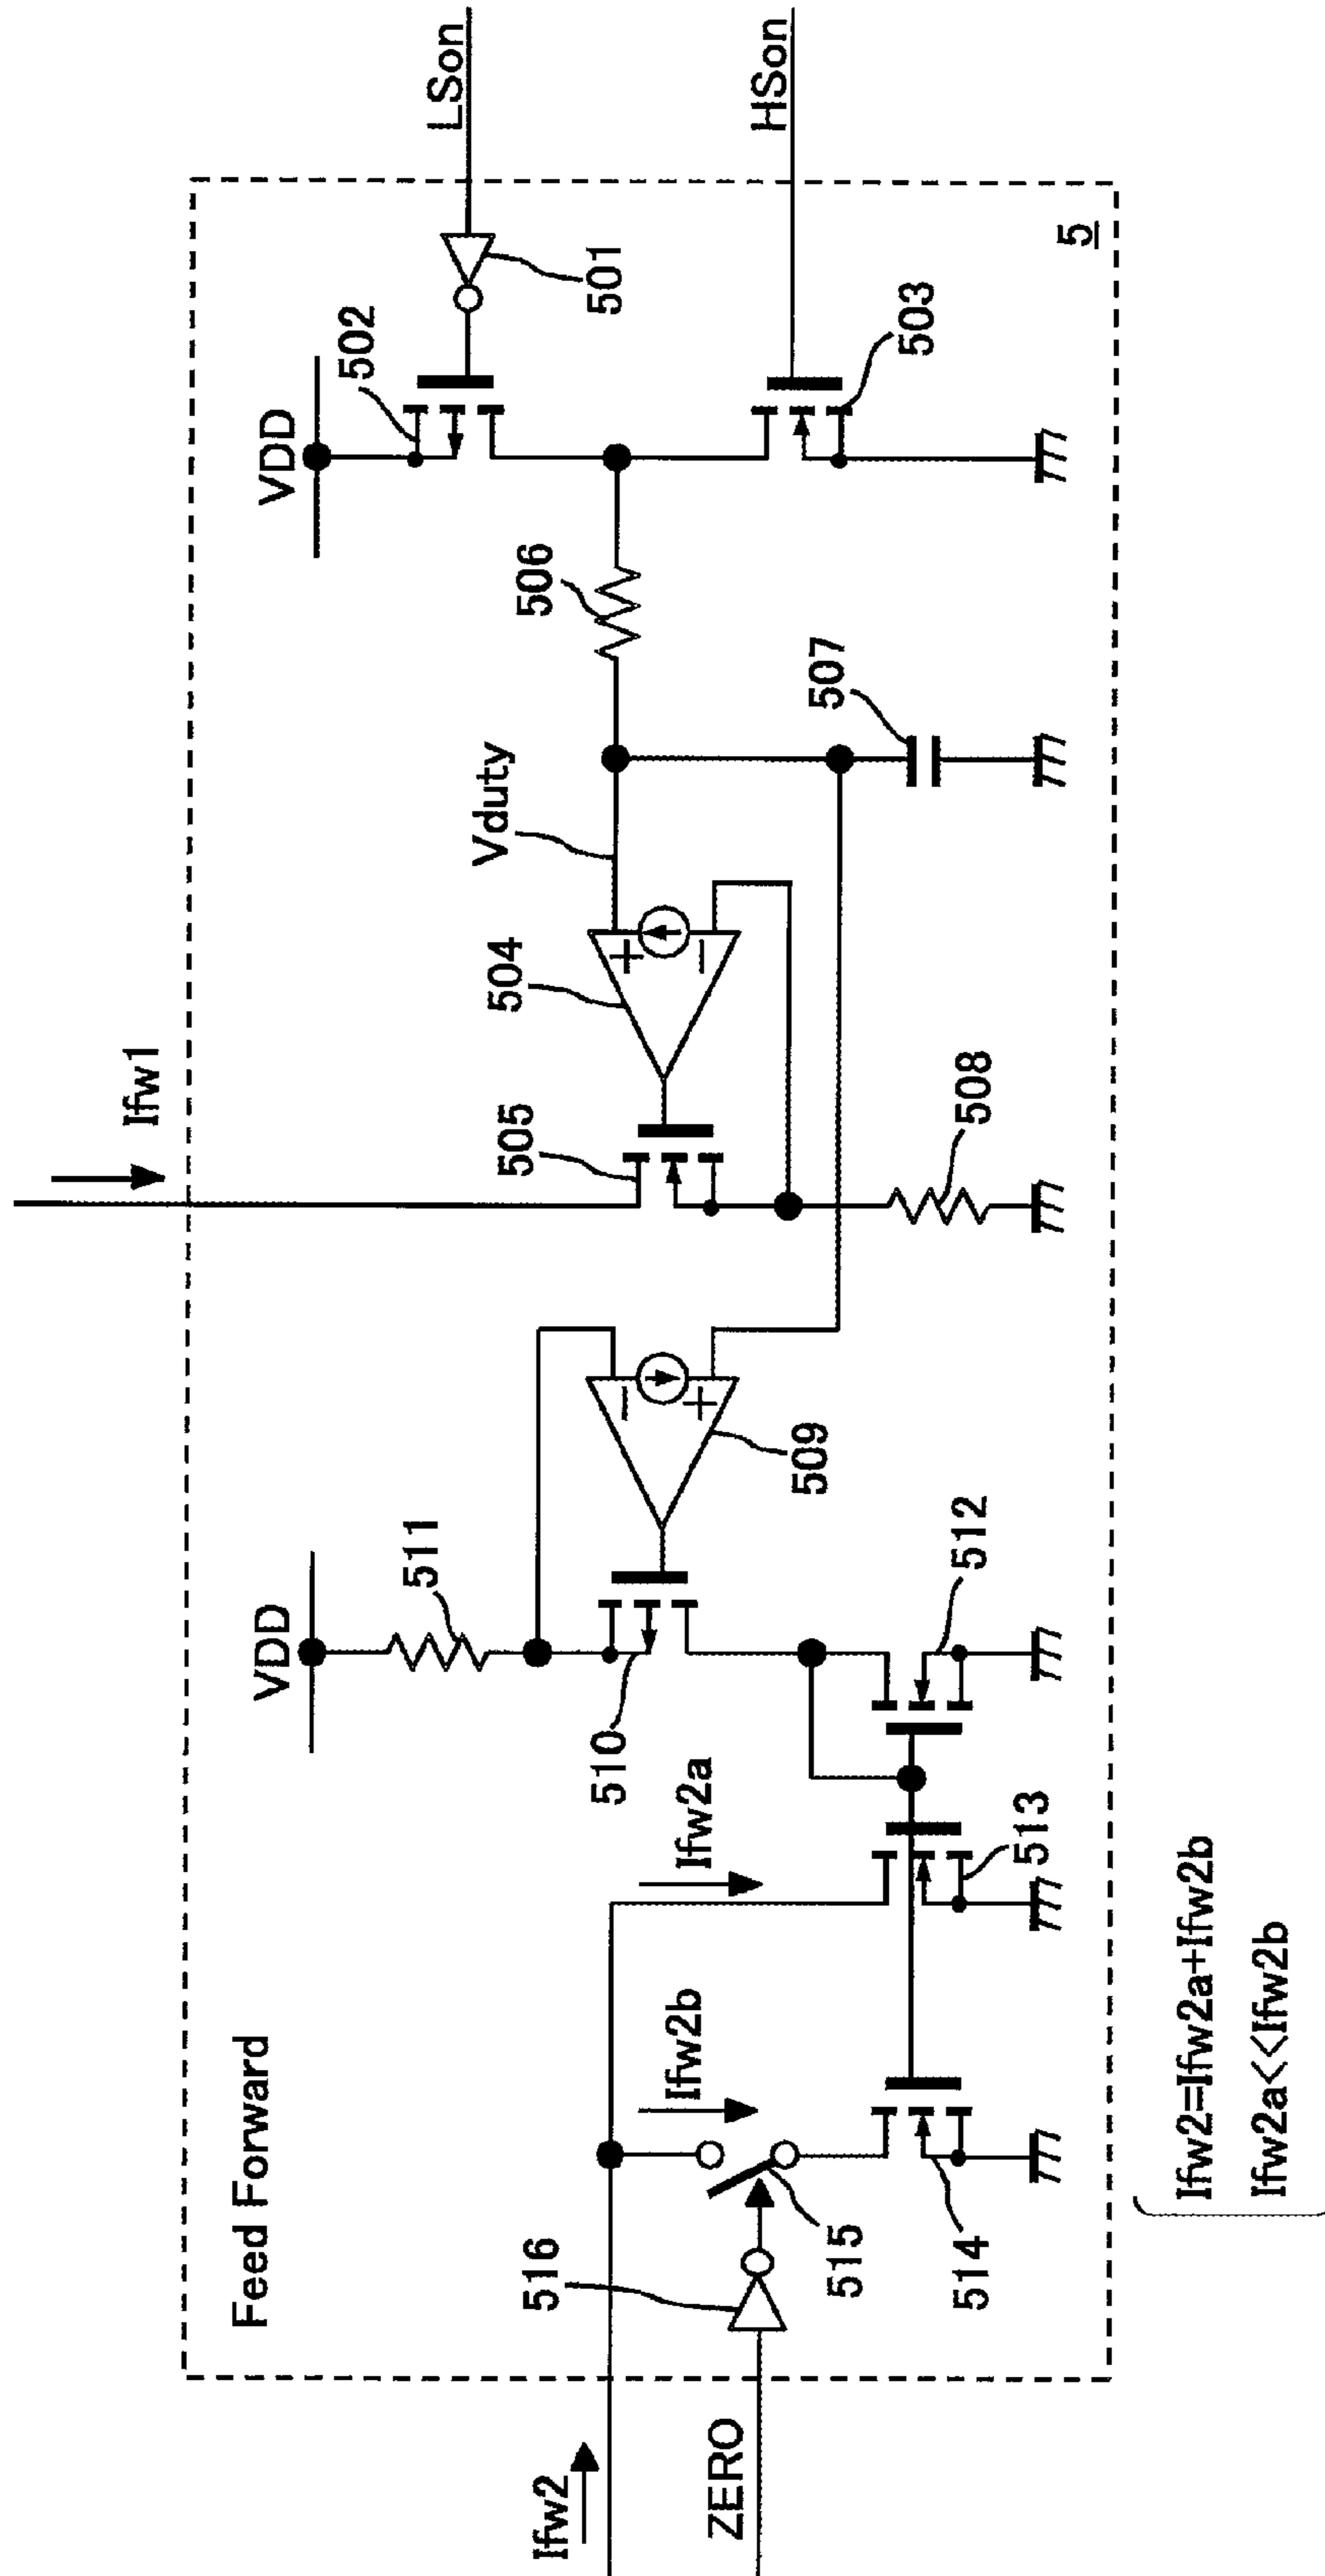 Feed Forward
5
Ifw2
ZERO
516
515
Ifw2b
514
Ifw2a
513
VDD
511
510
512
509
Ifw1
505
504
508
Vduty
507
506
VDD
502
503
501
LSon
HSon
Ifw2=Ifw2a+Ifw2b
Ifw2a<<Ifw2b
+
−
−
+